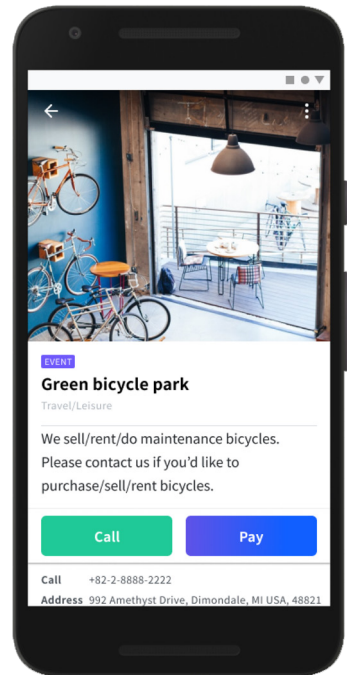 EVENT
Green bicycle park
Travel/Leisure
We sell/rent/do maintenance bicycles.
Please contact us if you'd like to
purchase/sell/rent bicycles.
Call
Pay
Call +82-2-8888-2222
Address 992 Amethyst Drive, Dimondale, MI USA, 48821